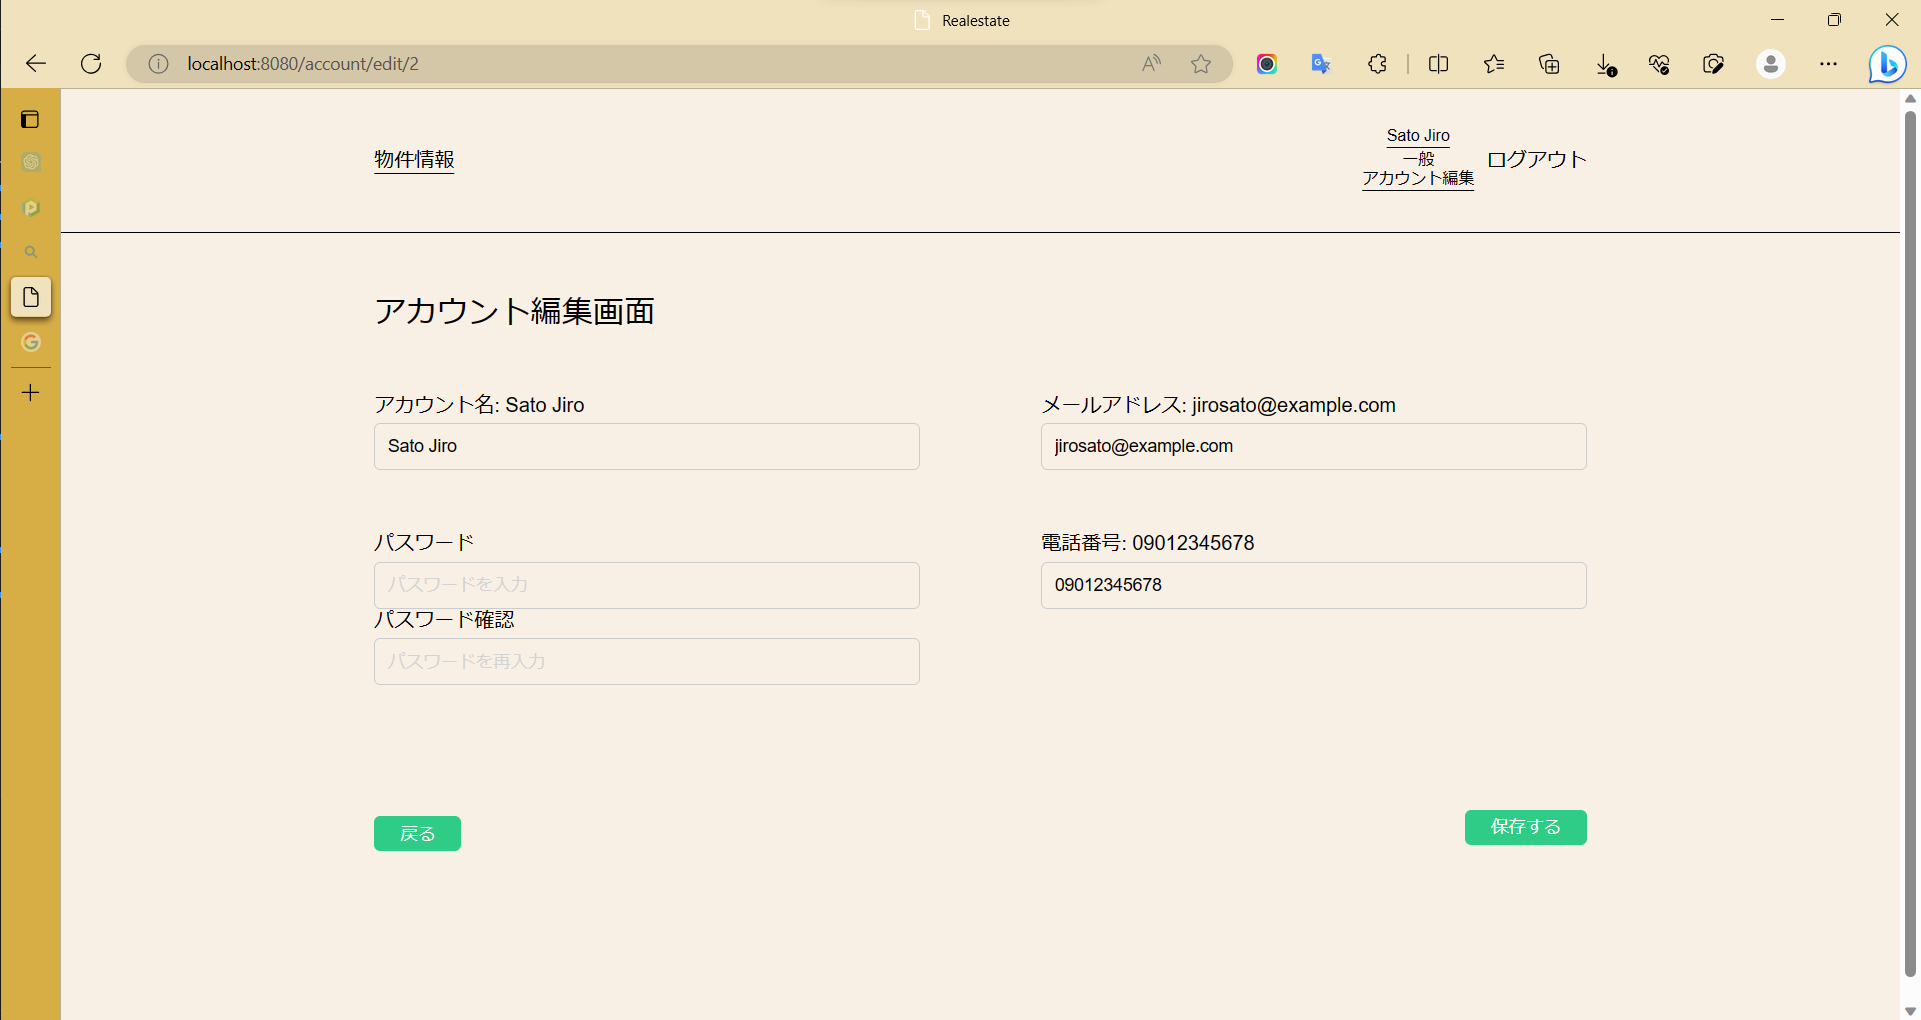 Realestate
localhost:8080/account/edit/2
物件情報
Sato Jiro
一般
アカウント編集
ログアウト
アカウント編集画面
アカウント名: Sato Jiro
Sato Jiro
メールアドレス: jirosato@example.com
jirosato@example.com
パスワード
パスワードを入力
電話番号: 09012345678
09012345678
パスワード確認
パスワードを再入力
戻る
保存する